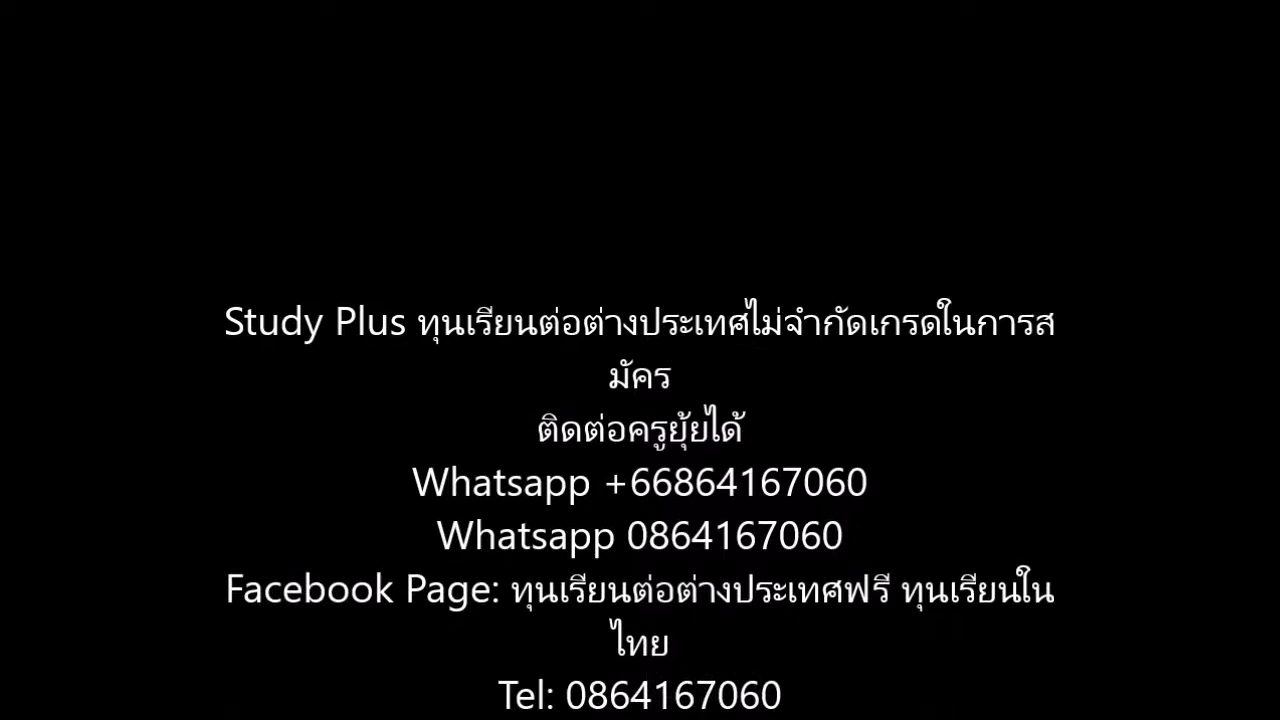 Study Plus ทุนเรียนต่อต่างประเทศไม่จำกัดเกรดในการส
มัคร
ติดต่อครูยุ้ยได้
Whatsapp +66864167060
Whatsapp 0864167060
Facebook Page: ทุนเรียนต่อต่างประเทศฟรี ทุนเรียนใน
ไทย
Tel: 0864167060